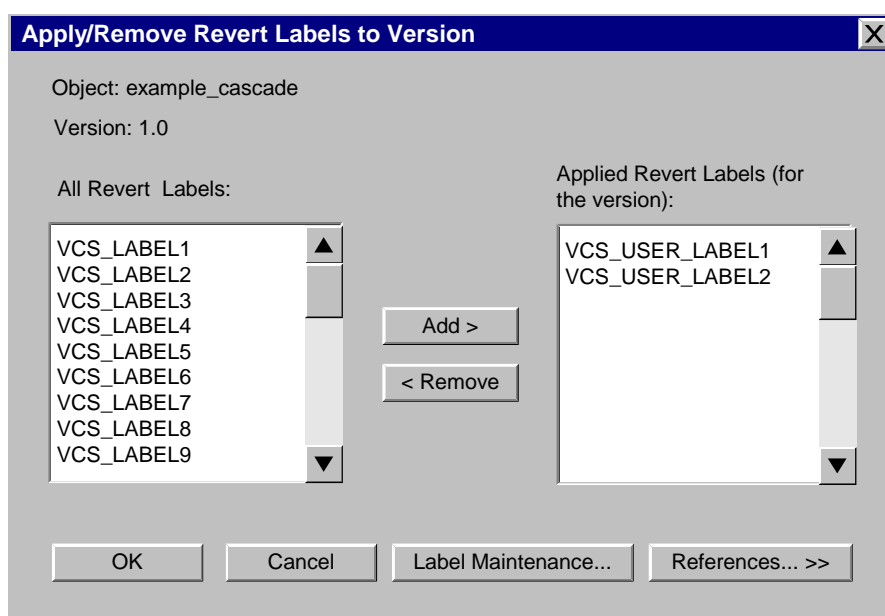 Apply/Remove Revert Labels to Version
X
Object: example_cascade
Version: 1.0
All Revert Labels:
VCS_LABEL1
VCS_LABEL2
VCS_LABEL3
VCS_LABEL4
VCS_LABEL5
VCS_LABEL6
VCS_LABEL7
VCS_LABEL8
VCS_LABEL9
Add >
< Remove
Applied Revert Labels (for
the version):
VCS_USER_LABEL1
VCS_USER_LABEL2
OK
Cancel
Label Maintenance...
References... >>